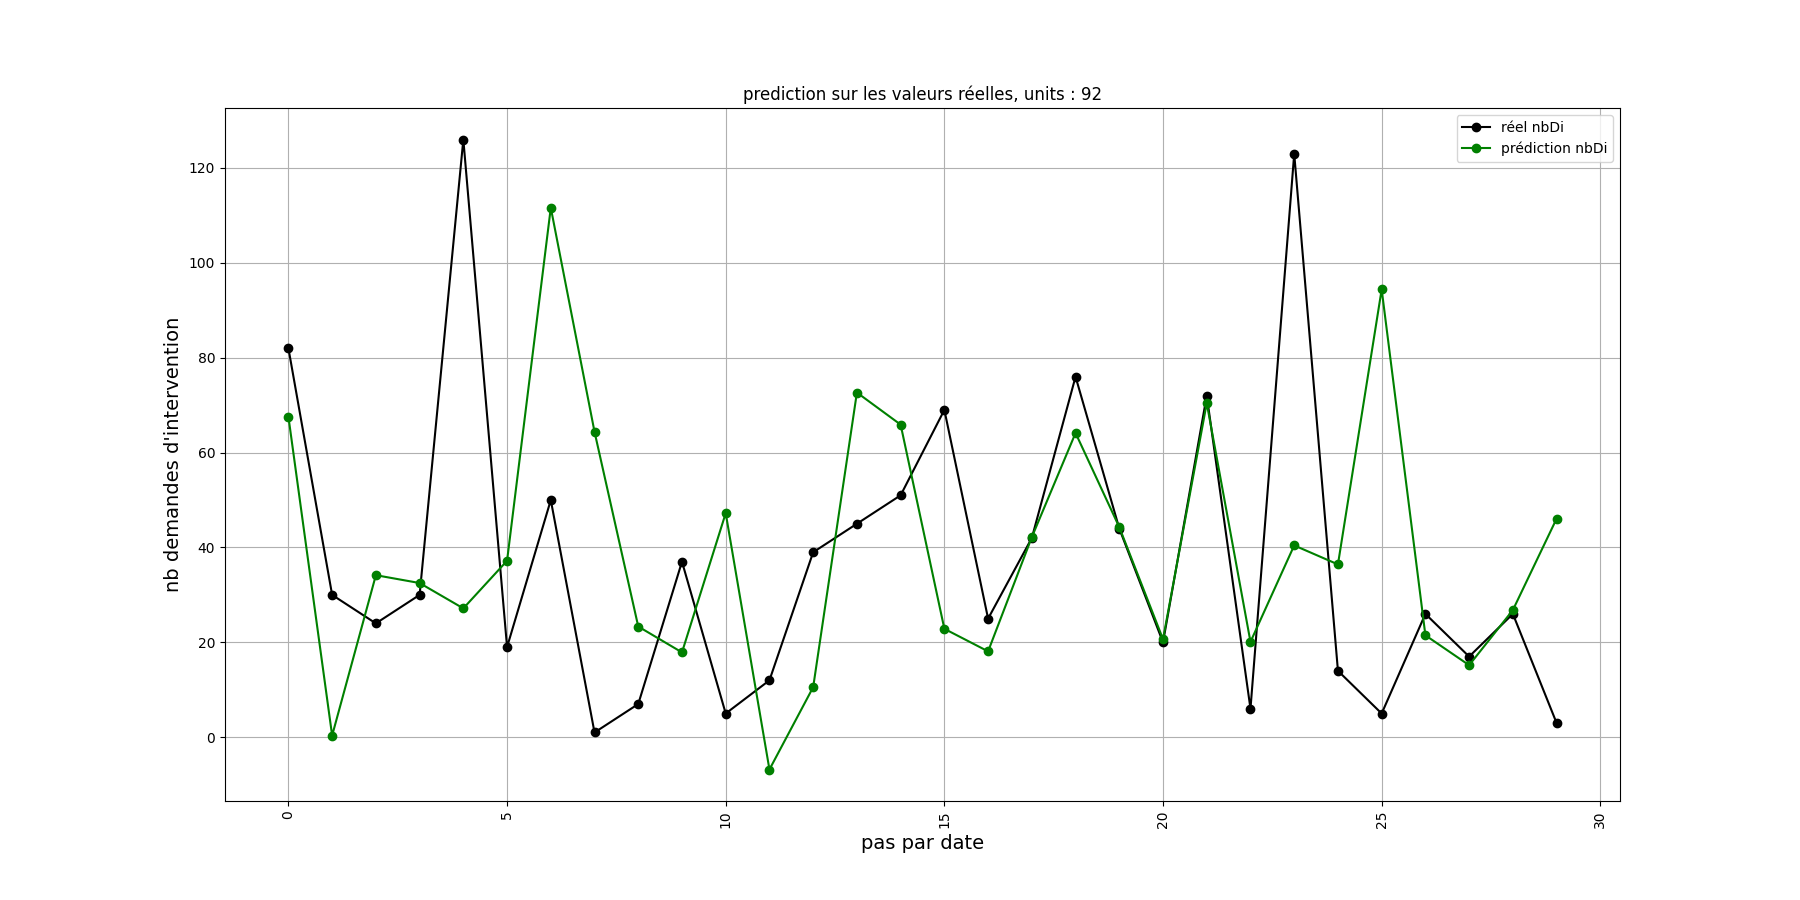 prediction sur les valeurs réelles, units : 92
réel nbDi
prédiction nbDi
nb demandes d'intervention
120
100
80
60
40
20
0
0
5
10
15
20
25
30
pas par date